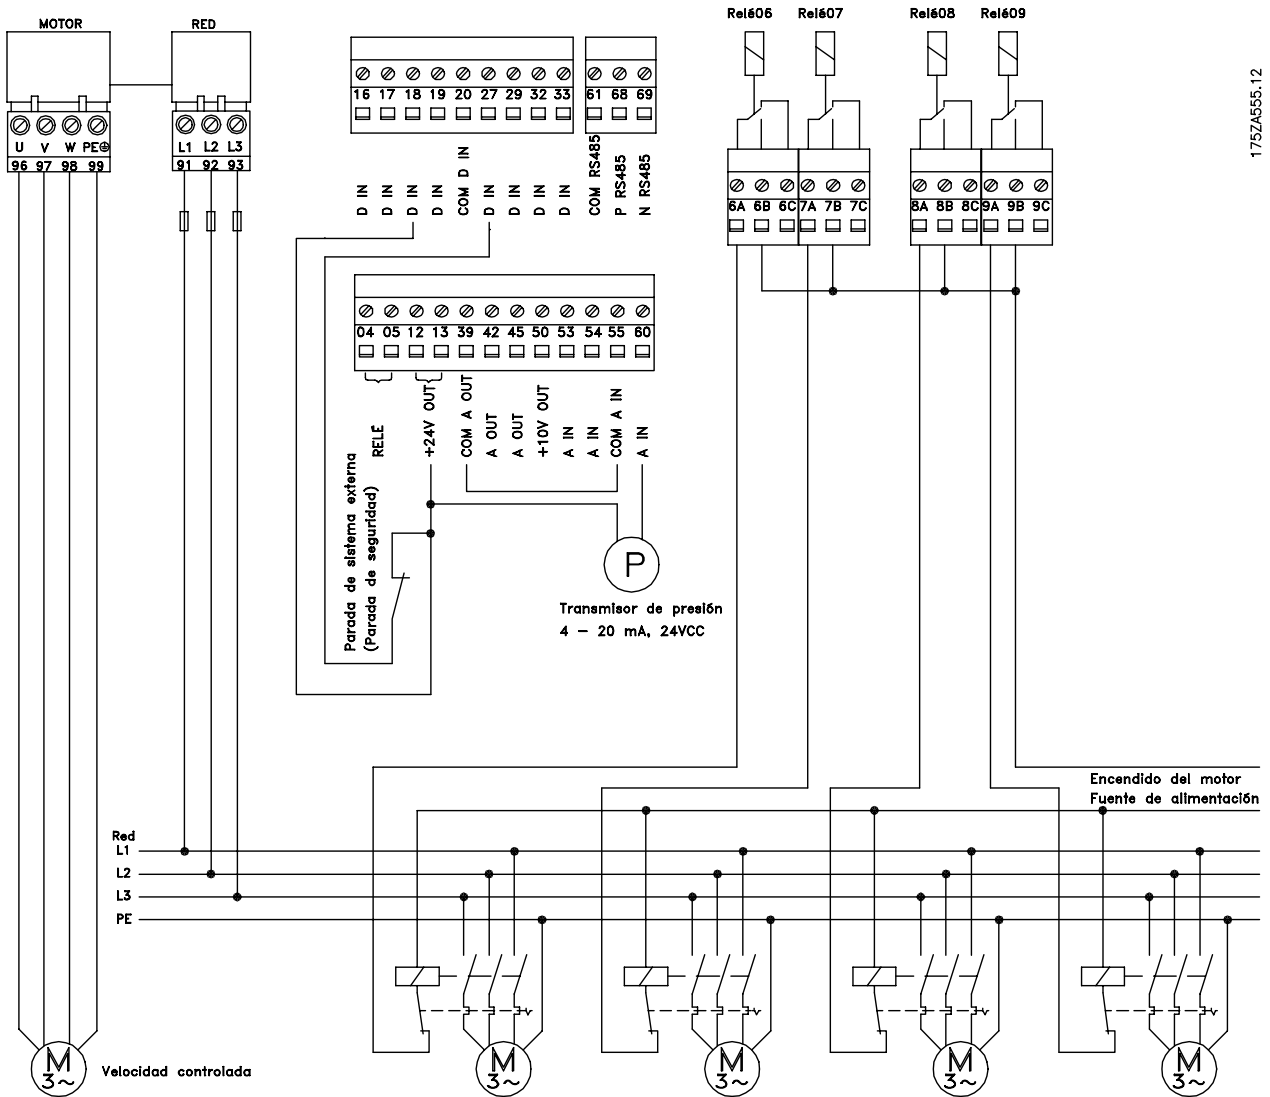 MOTOR
RED
U V W PE
96 97 98 99
L1 L2 L3
91 92 93
16 17 18 19 20 27 29 32 33
61 68 69
D IN
D IN
D IN
D IN
COM D IN
D IN
D IN
D IN
D IN
COM RS485
P RS485
N RS485
Relé06 Relé07 Relé08 Relé09
6A 6B 6C 7A 7B 7C
8A 8B 8C 9A 9B 9C
175ZA555.12
04 05 12 13 39 42 45 50 53 54 55 60
RELÉ
+24V OUT
COM A OUT
A OUT
A OUT
+10V OUT
A IN
A IN
COM A IN
A IN
Parada de sistema externa
(Parada de seguridad)
P
Transmisor de presión
4 – 20 mA, 24VCC
Encendido del motor
Fuente de alimentación
Red
L1
L2
L3
PE
M
3~
Velocidad controlada
M
3~
M
3~
M
3~
M
3~